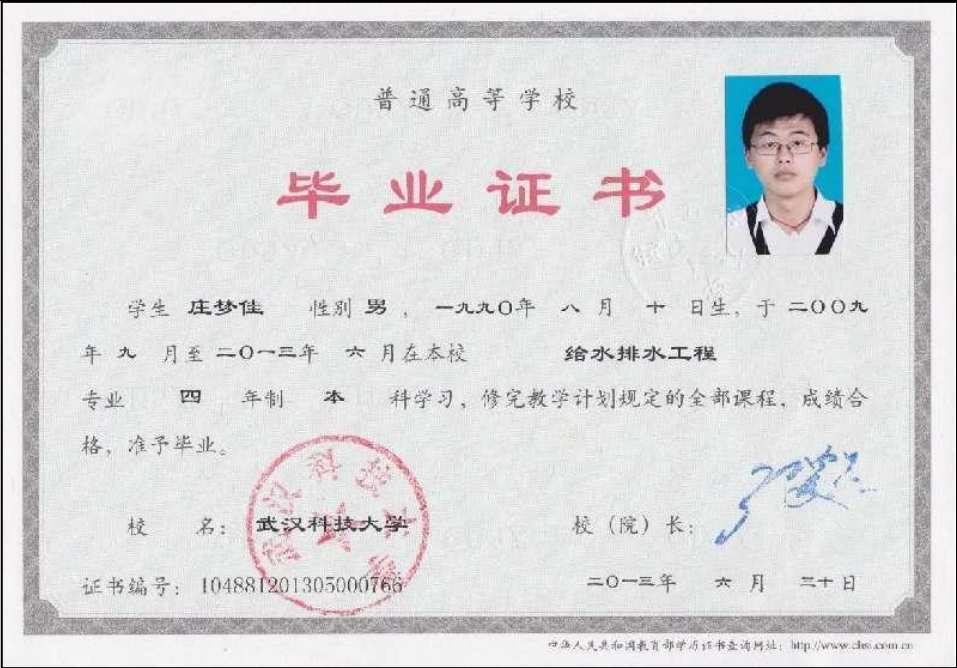 普通高等学校
毕业证书
学生 庄梦佳 性别 男 , 一九九〇年 八 月 十 日生, 于 二〇〇九
年 九 月至 二〇一三年 六 月在本校 给水排水工程
专业 四 年制 本 科学习, 修完教学计划规定的全部课程, 成绩合
格, 准予毕业。
校 名: 武汉科技大学
校(院)长:
证书编号: 104881201305000766
二〇一三年 六 月 三十 日
中华人民共和国教育部学历证书查询网址: http://www.chsi.com.cn